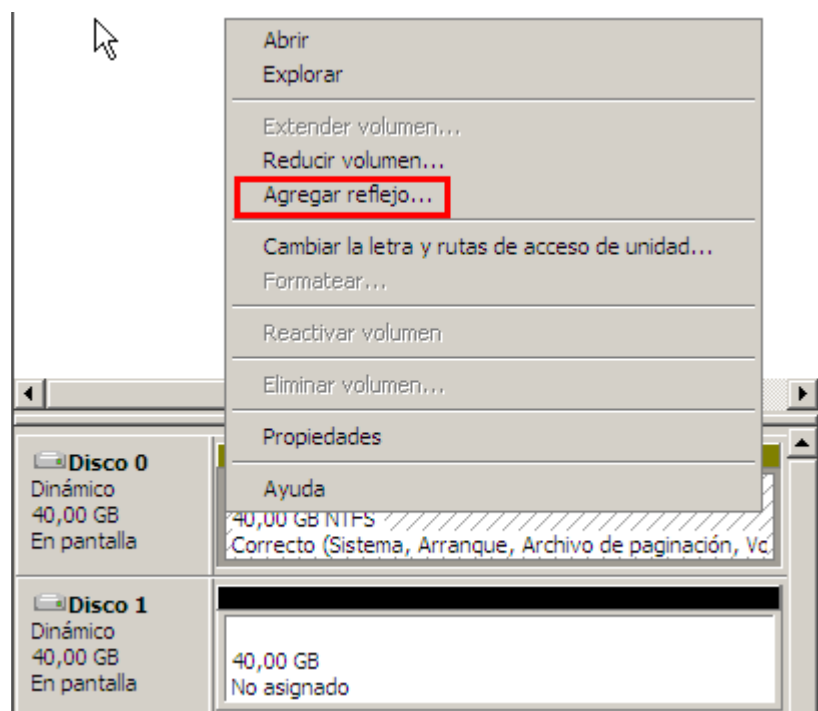 Abrir
Explorar
Extender volumen...
Reducir volumen...
Agregar reflejo...
Cambiar la letra y rutas de acceso de unidad...
Formatear...
Reactivar volumen
Eliminar volumen...
Propiedades
Ayuda
Disco 0
Dinámico
40,00 GB
En pantalla
40,00 GB NTFS
Correcto (Sistema, Arranque, Archivo de paginación,
Disco 1
Dinámico
40,00 GB
En pantalla
40,00 GB
No asignado